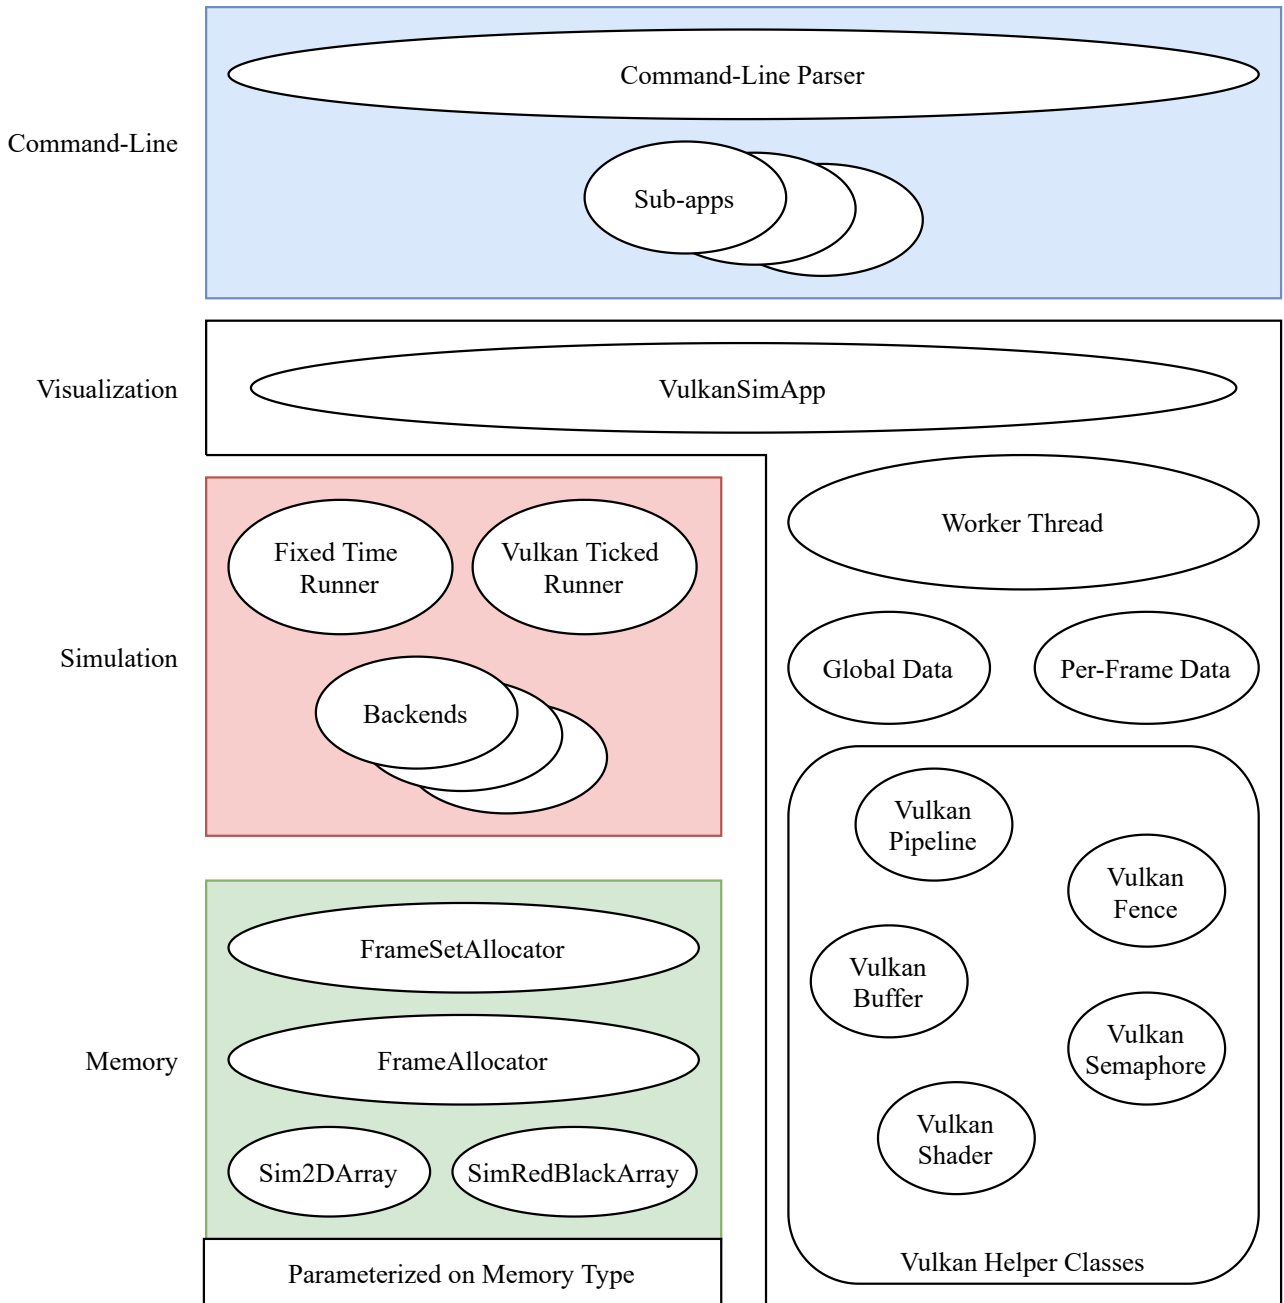 Command-Line
Command-Line Parser
Sub-apps
Visualization
VulkanSimApp
Simulation
Fixed Time
Runner
Vulkan Ticked
Runner
Backends
Memory
FrameSetAllocator
FrameAllocator
Sim2DArray
SimRedBlackArray
Parameterized on Memory Type
Worker Thread
Global Data
Per-Frame Data
Vulkan
Pipeline
Vulkan
Fence
Vulkan
Buffer
Vulkan
Semaphore
Vulkan
Shader
Vulkan Helper Classes